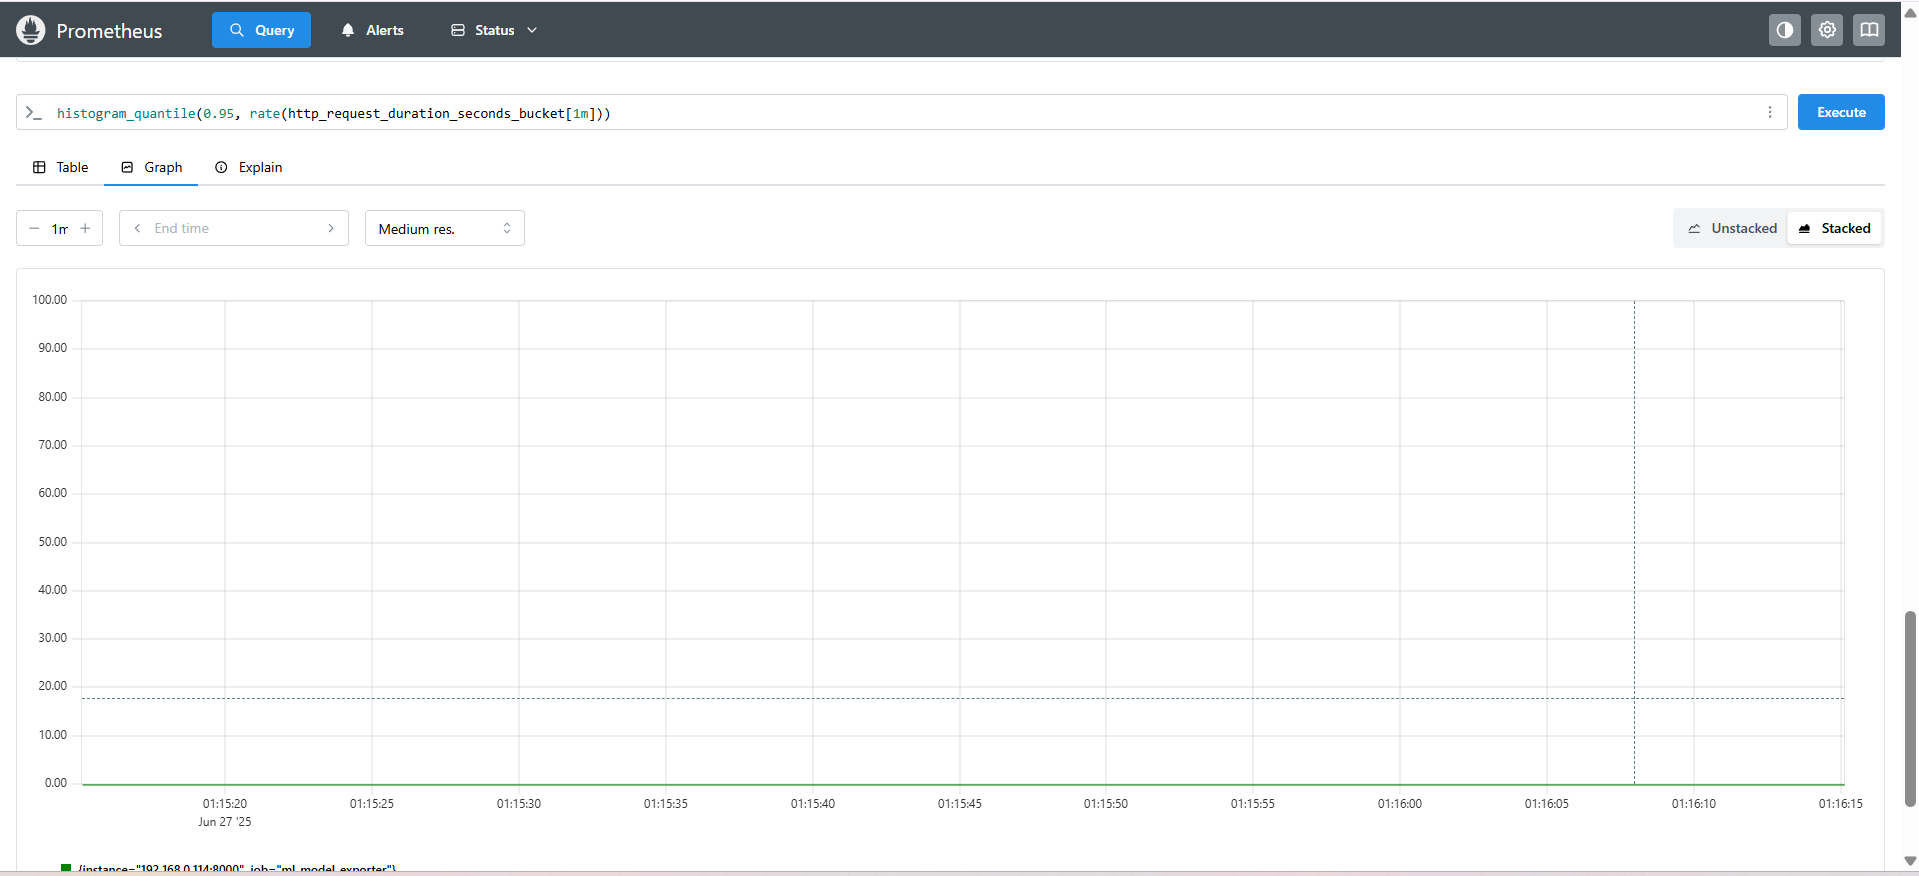 Prometheus Query Alerts Status
histogram_quantile(0.95, rate(http_request_duration_seconds_bucket[1m])) Execute
Table Graph Explain
1m End time Medium res. Unstacked Stacked
100.00
90.00
80.00
70.00
60.00
50.00
40.00
30.00
20.00
10.00
0.00
01:15:20 01:15:25 01:15:30 01:15:35 01:15:40 01:15:45 01:15:50 01:15:55 01:16:00 01:16:05 01:16:10 01:16:15
Jun 27 '25
{instance="192.168.0.114:8000", job="ml_model_exporter"}